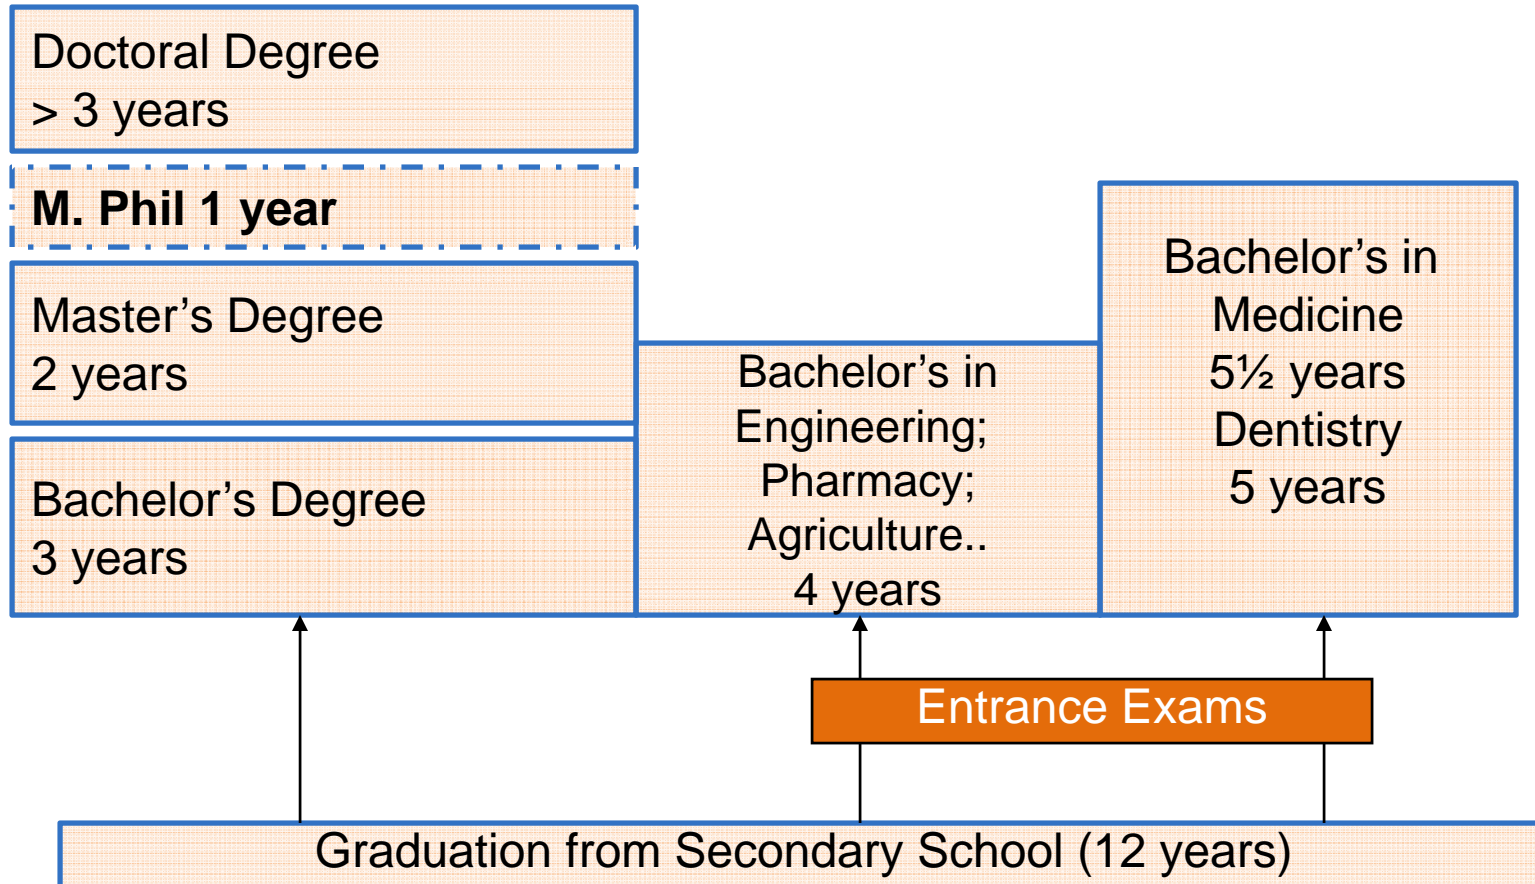 Doctoral Degree
> 3 years
M. Phil 1 year
Master’s Degree
2 years
Bachelor’s Degree
3 years
Bachelor’s in
Engineering;
Pharmacy;
Agriculture..
4 years
Bachelor’s in
Medicine
5½ years
Dentistry
5 years
Entrance Exams
Graduation from Secondary School (12 years)